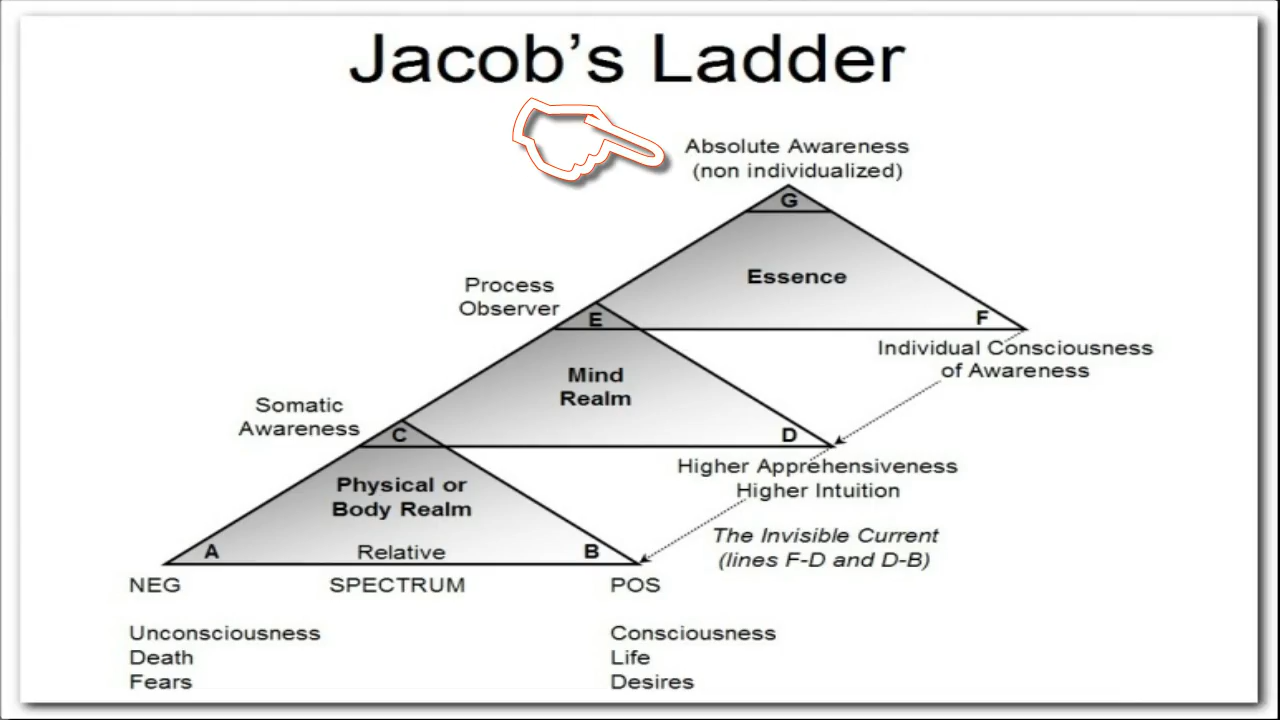 Jacob's Ladder
Absolute Awareness
(non individualized)
G
Essence
Process
Observer
E
F
Individual Consciousness
of Awareness
Mind
Realm
Somatic
Awareness
C
D
Higher Apprehensiveness
Higher Intuition
Physical or
Body Realm
The Invisible Current
(lines F-D and D-B)
A
Relative
B
NEG
SPECTRUM
POS
Unconsciousness
Death
Fears
Consciousness
Life
Desires